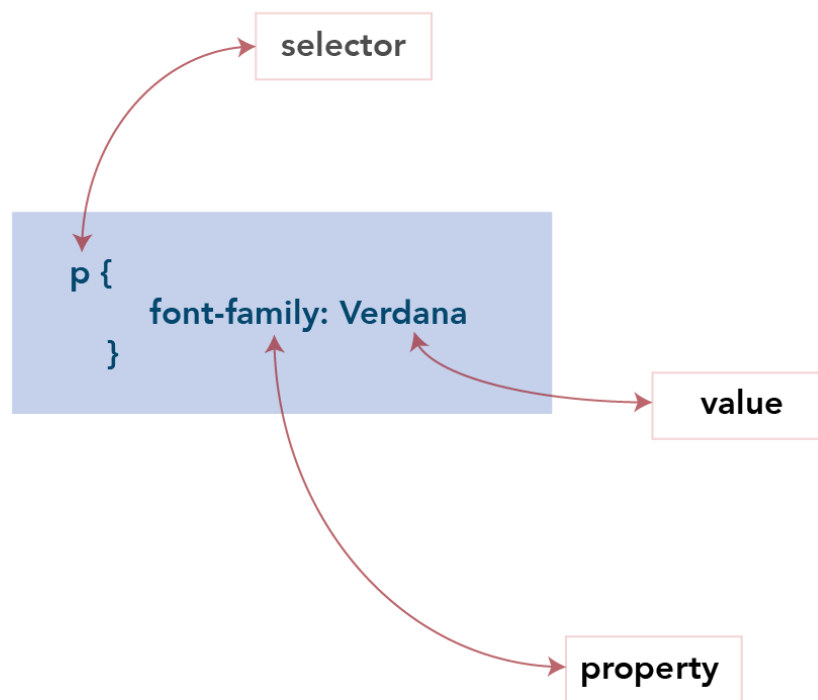 selector
p {
font-family: Verdana
}
value
property